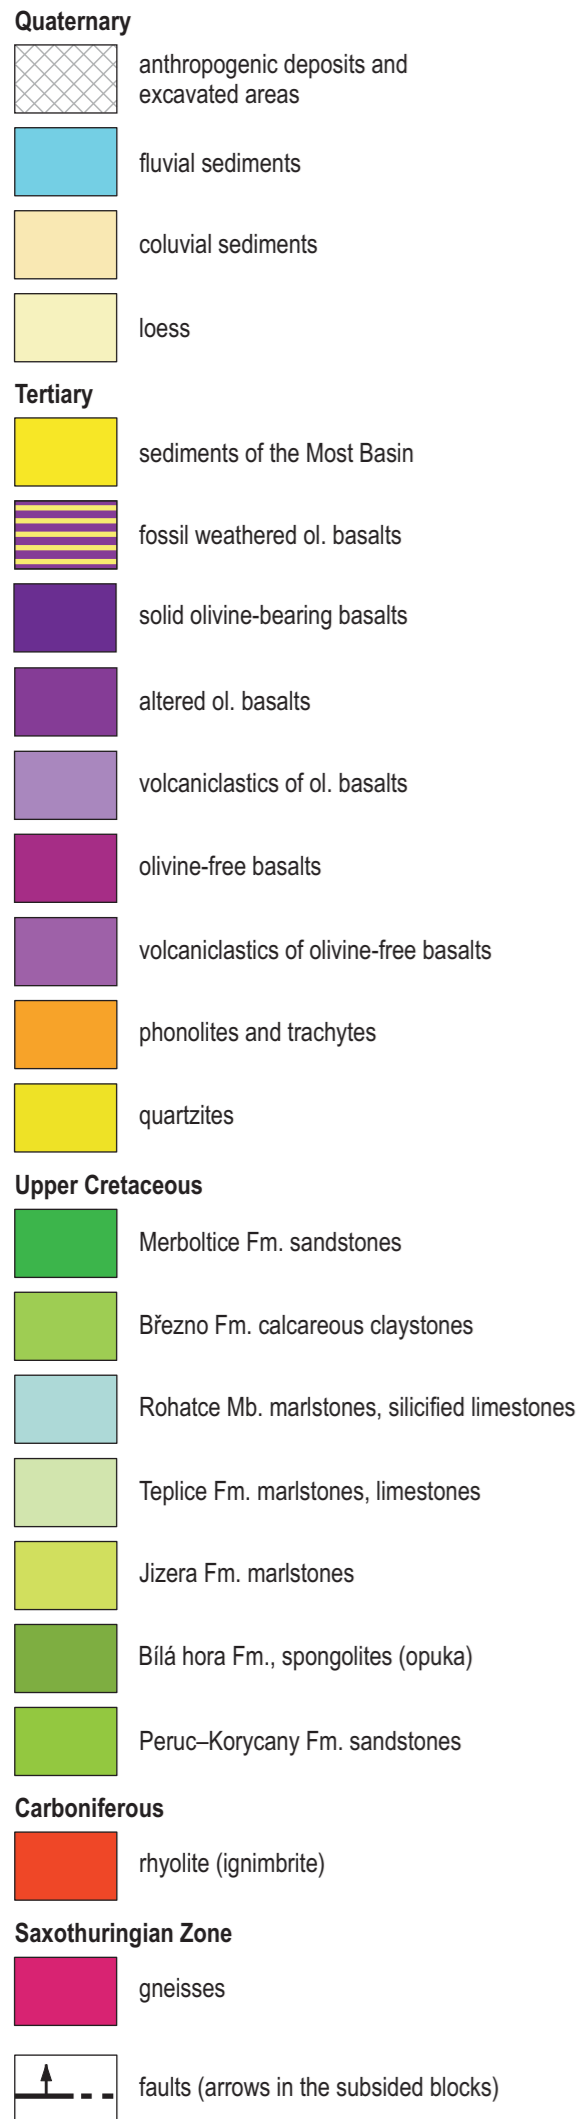 Quaternary
anthropogenic deposits and
excavated areas
fluvial sediments
coluvial sediments
loess
Tertiary
sediments of the Most Basin
fossil weathered ol. basalts
solid olivine-bearing basalts
altered ol. basalts
volcaniclastics of ol. basalts
olivine-free basalts
volcaniclastics of olivine-free basalts
phonolites and trachytes
quartzites
Upper Cretaceous
Merboltice Fm. sandstones
Březno Fm. calcareous claystones
Rohatce Mb. marlstones, silicified limestones
Teplice Fm. marlstones, limestones
Jizera Fm. marlstones
Bílá hora Fm., spongolites (opuka)
Peruc–Korycany Fm. sandstones
Carboniferous
rhyolite (ignimbrite)
Saxothuringian Zone
gneisses
faults (arrows in the subsided blocks)